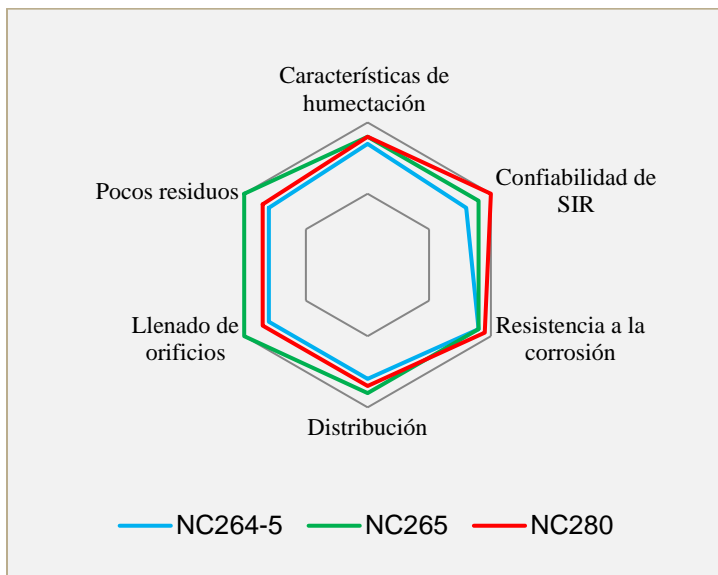 Características de
humectación
Confiabilidad de
SIR
Resistencia a la
corrosión
Distribución
Llenado de
orificios
Pocos residuos
NC264-5
NC265
NC280